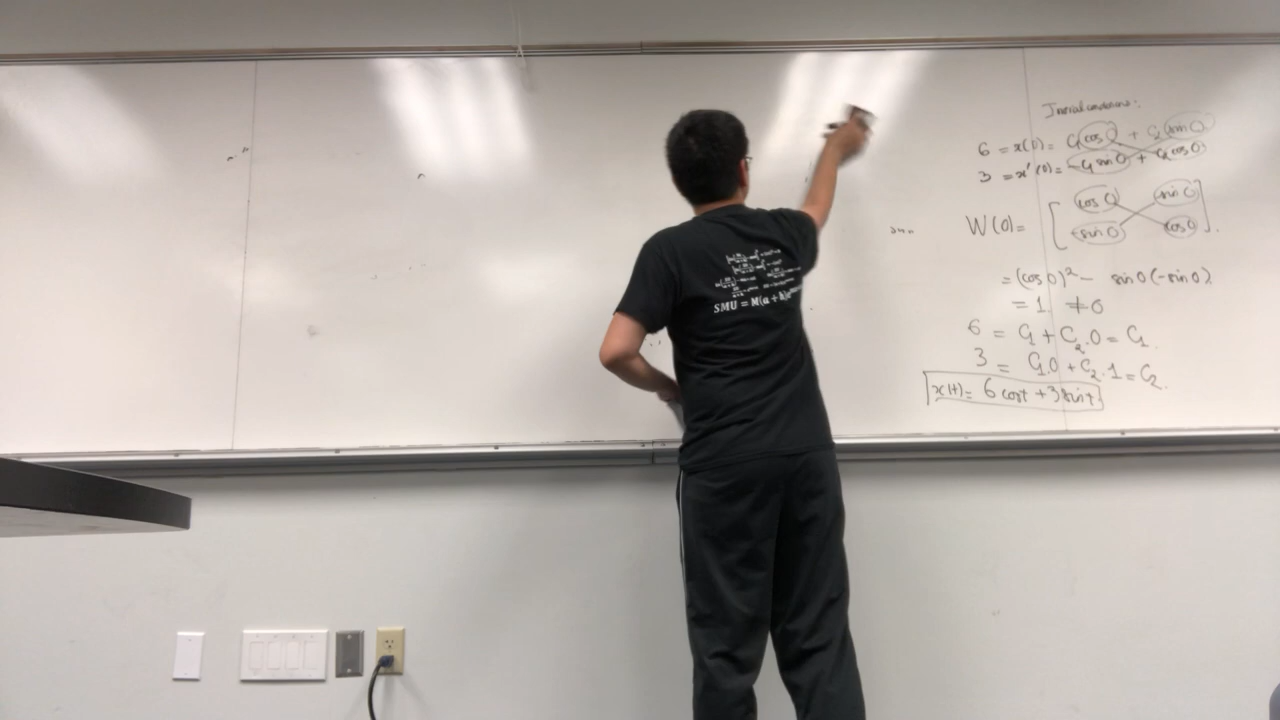 Initial conditions:
6 = x(0) = C₁(cos 0) + C₂(sin 0)
3 = x'(0) = -C₁ sin 0 + C₂ cos 0
W(0) = [ cos 0 sin 0
-sin 0 cos 0 ].
= (cos 0)² - sin 0 (-sin 0)
= 1. ≠ 0
6 = C₁ + C₂.0 = C₁.
3 = C₁.0 + C₂.1 = C₂.
x(t) = 6 cos t + 3 sin t.
SMU = M(a + h)